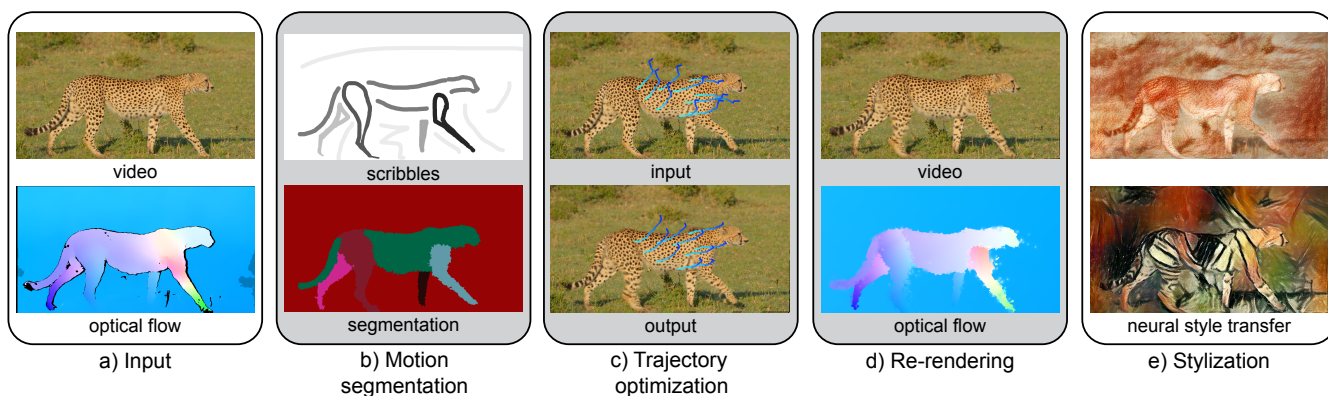 video
optical flow
a) Input
scribbles
segmentation
b) Motion
segmentation
input
output
c) Trajectory
optimization
video
optical flow
d) Re-rendering
neural style transfer
e) Stylization